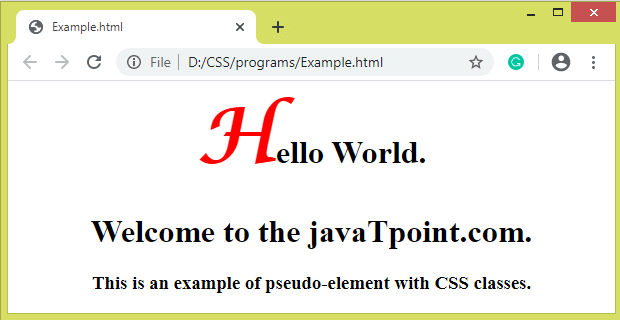 Example.html
File D:/CSS/programs/Example.html
Hello World.
Welcome to the javaTpoint.com.
This is an example of pseudo-element with CSS classes.